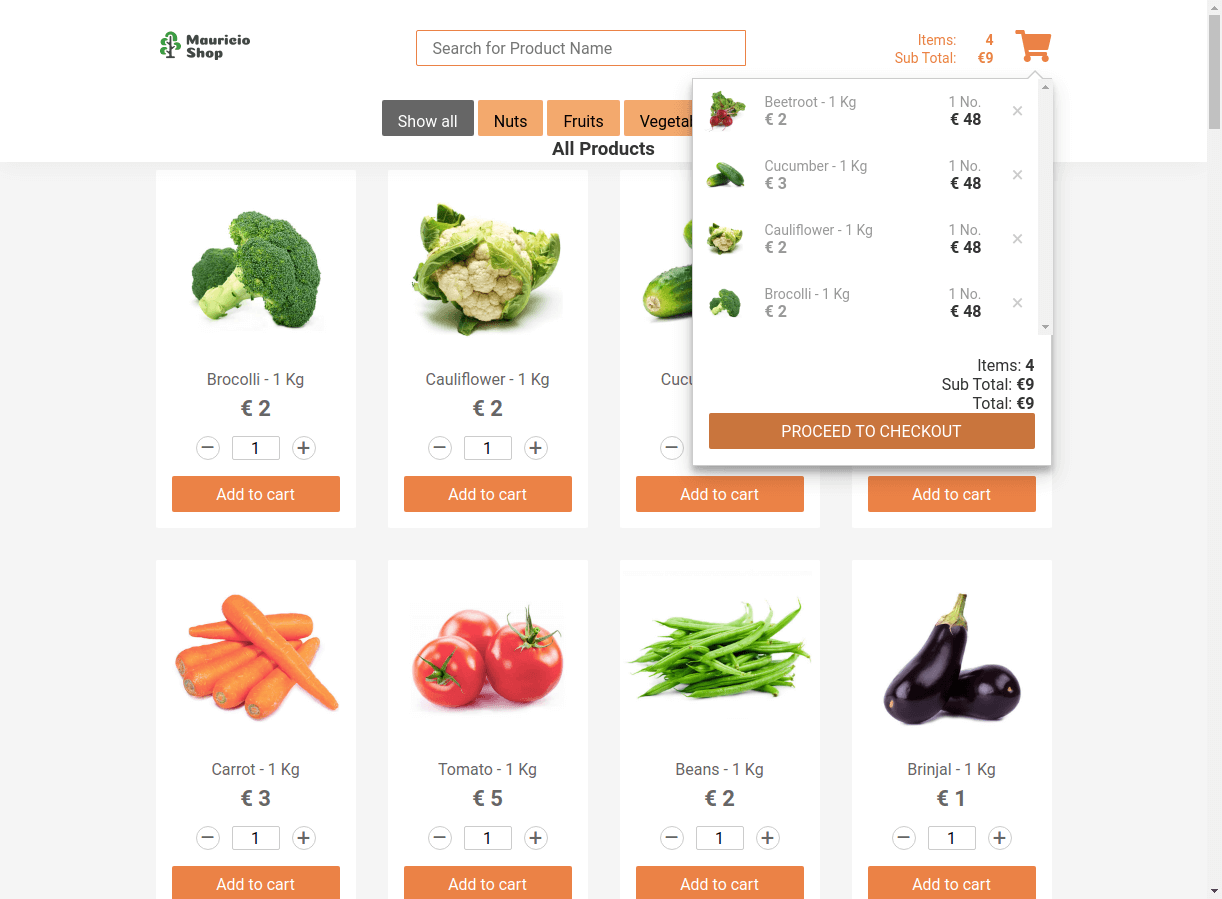 Mauricio
Shop
Search for Product Name
Items: 4
Sub Total: €9
Show all
Nuts
Fruits
All Products
Beetroot - 1 Kg
€ 2
1 No.
€ 48
×
Cucumber - 1 Kg
€ 3
1 No.
€ 48
×
Cauliflower - 1 Kg
€ 2
1 No.
€ 48
×
Brocolli - 1 Kg
€ 2
1 No.
€ 48
×
Items: 4
Sub Total: €9
Total: €9
PROCEED TO CHECKOUT
Brocolli - 1 Kg
€ 2
1
Add to cart
Cauliflower - 1 Kg
€ 2
1
Add to cart
Add to cart
Add to cart
Carrot - 1 Kg
€ 3
1
Add to cart
Tomato - 1 Kg
€ 5
1
Add to cart
Beans - 1 Kg
€ 2
1
Add to cart
Brinjal - 1 Kg
€ 1
1
Add to cart